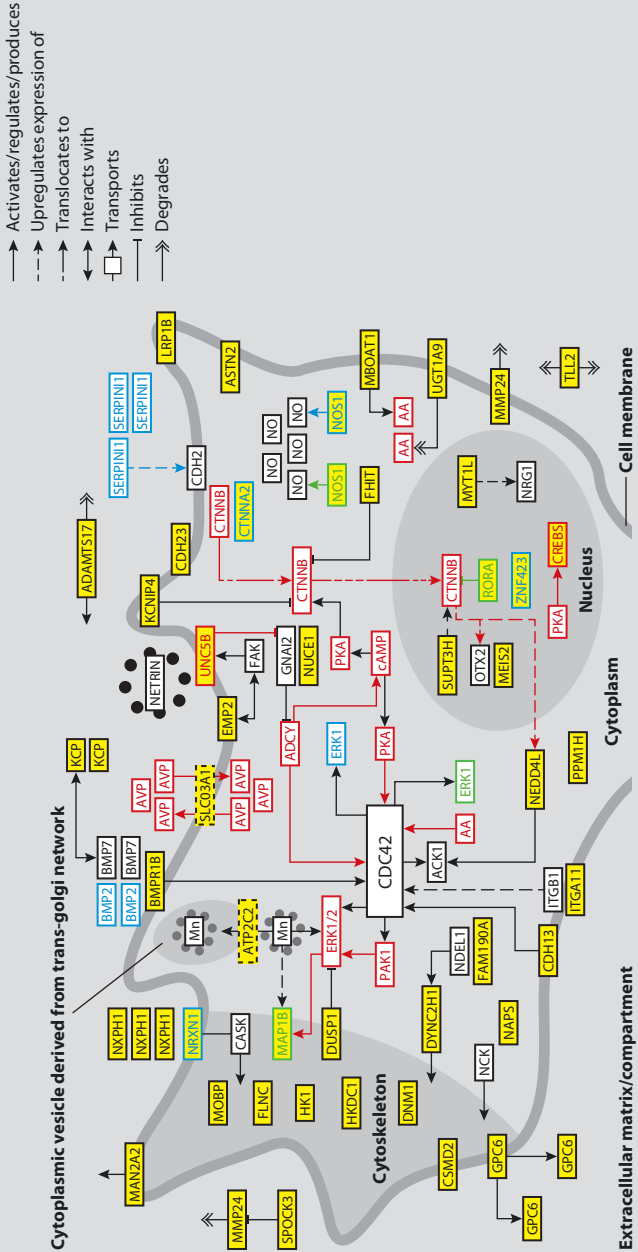 Cytoplasmic vesicle derived from trans-golgi network
Activates/regulates/produces
Upregulates expression of
Translocates to
Interacts with
Transports
Inhibits
Degrades
MAN2A2
NXPH1
NXPH1
NXPH1
NRXN1
BMP2
BMP7
BMP2
BMP7
BMPR1B
KCP
KCP
AVP
AVP
AVP
SLC03A1
AVP
AVP
AVP
NETRIN
ADAMTS17
SERPINI1
SERPINI1
SERPINI1
LRP1B
MMP24
SPOCK3
Mn
ATP2C2
Mn
EMP2
UNC5B
KCNIP4
CDH23
CDH2
ASTN2
MOBP
CASK
FLNC
MAP1B
HK1
DUSP1
HKDC1
DNM1
ERK1/2
ADCY
FAK
GNAI2
NUCE1
CTNNB
CTNNA2
NO
NO
NO
NO
NO
NOS1
NOS1
Cytoskeleton
ERK1
PKA
cAMP
CTNNB
FHIT
MBOAT1
AA
AA
UGT1A9
PAK1
CDC42
PKA
DYNC2H1
NDEL1
FAM190A
ACK1
AA
ERK1
CSMD2
GPC6
GPC6
GPC6
NCK
NAPS
CDH13
ITGB1
ITGA11
NEDD4L
PPM1H
SUPT3H
CTNNB
RORA
OTX2
MEIS2
ZNF423
MYT1L
NRG1
PKA
CREBS
Nucleus
MMP24
TLL2
Cytoplasm
Extracellular matrix/compartment
Cell membrane